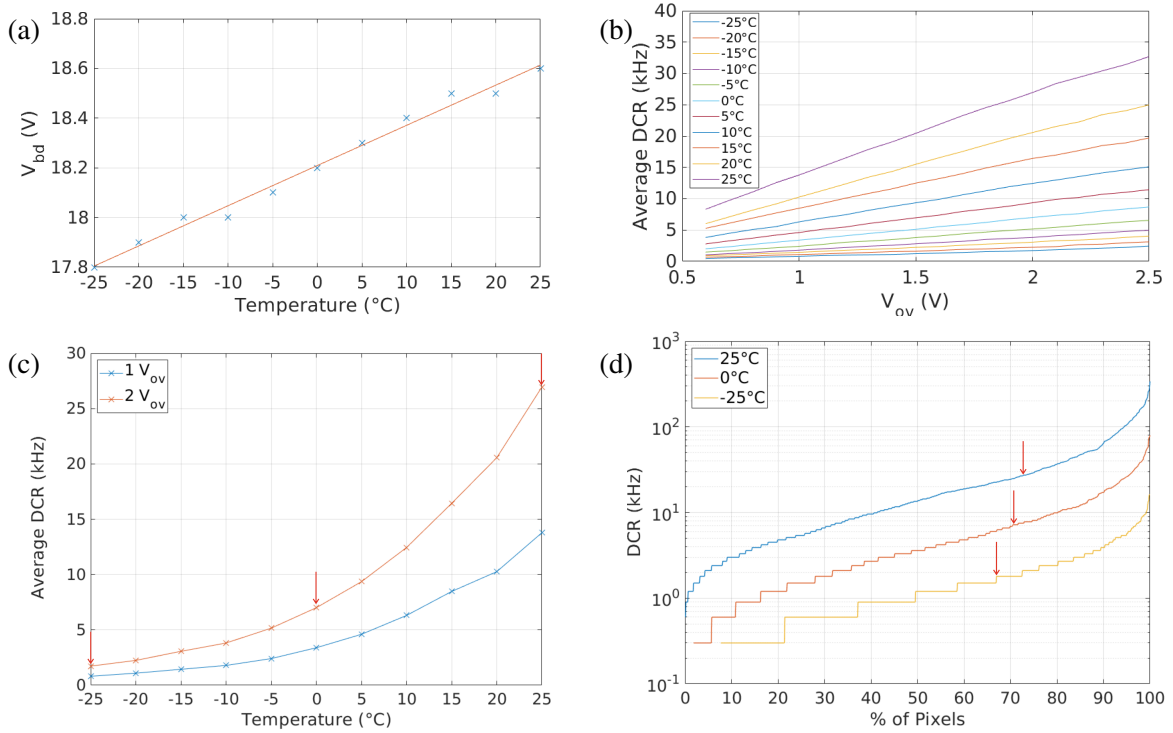 (a)
18.8
18.6
18.4
18.2
18
17.8
V_bd (V)
-25 -20 -15 -10 -5 0 5 10 15 20 25
Temperature (°C)
(b)
40
35
30
25
20
15
10
5
0
Average DCR (kHz)
-25°C
-20°C
-15°C
-10°C
-5°C
0°C
5°C
10°C
15°C
20°C
25°C
0.5 1 1.5 2 2.5
V_ov (V)
(c)
30
25
20
15
10
5
0
Average DCR (kHz)
1 V_ov
2 V_ov
-25 -20 -15 -10 -5 0 5 10 15 20 25
Temperature (°C)
(d)
10^3
10^2
10^1
10^0
10^-1
DCR (kHz)
25°C
0°C
-25°C
0 10 20 30 40 50 60 70 80 90 100
% of Pixels